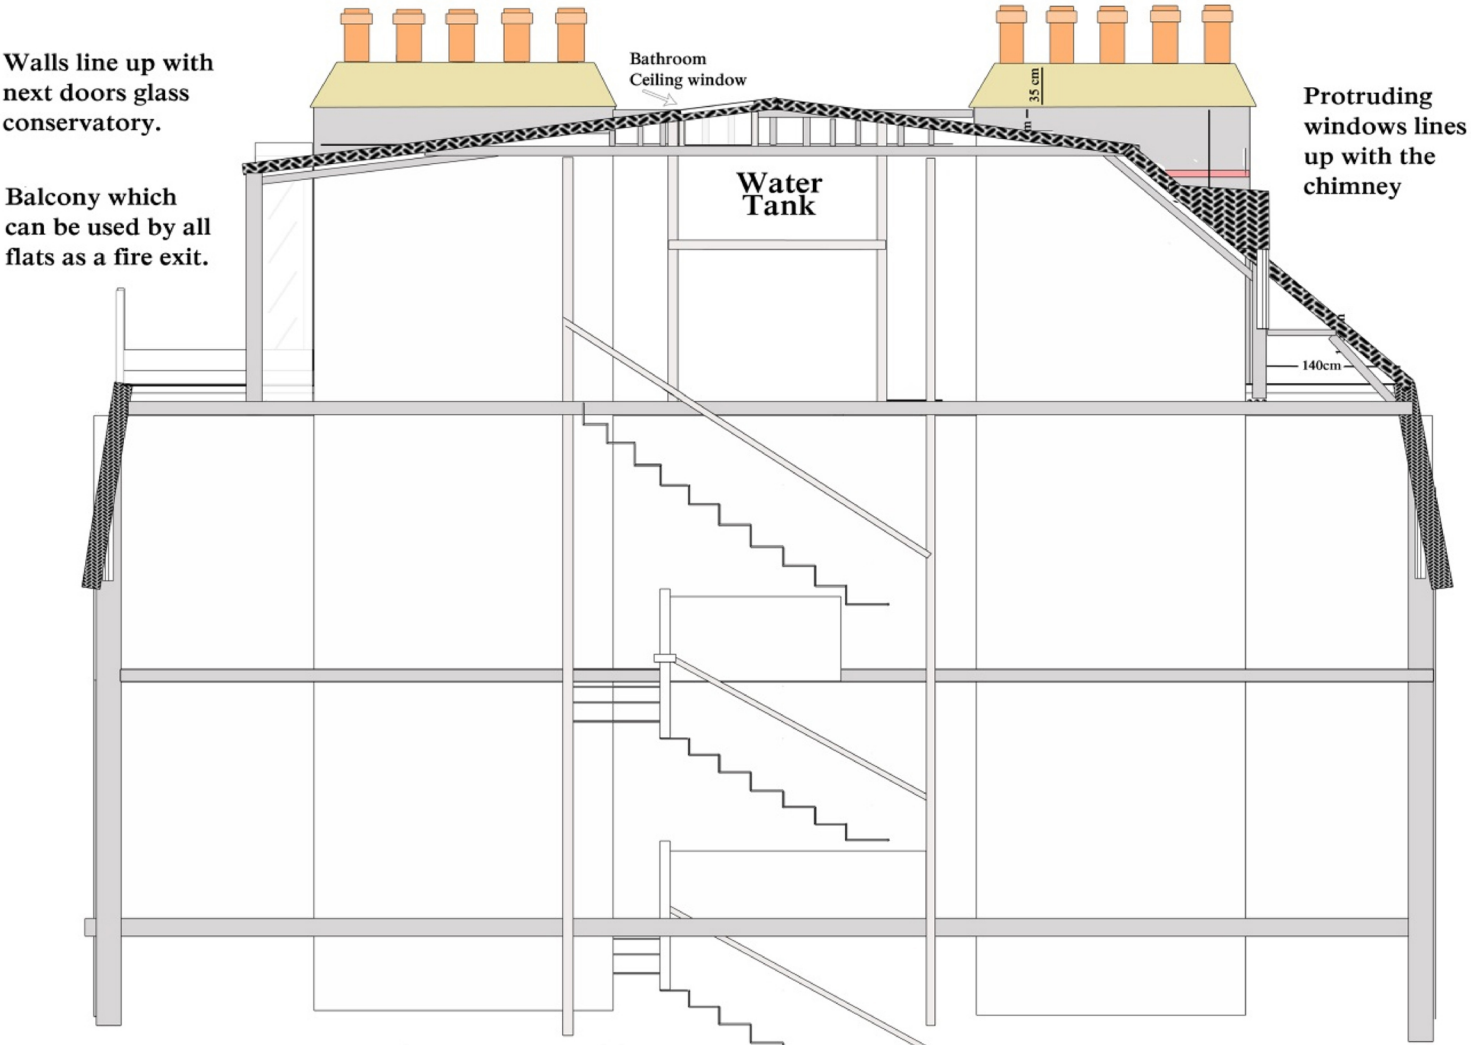 Walls line up with
next doors glass
conservatory.
Balcony which
can be used by all
flats as a fire exit.
Bathroom
Ceiling window
35 cm
m
Protruding
windows lines
up with the
chimney
Water
Tank
140cm